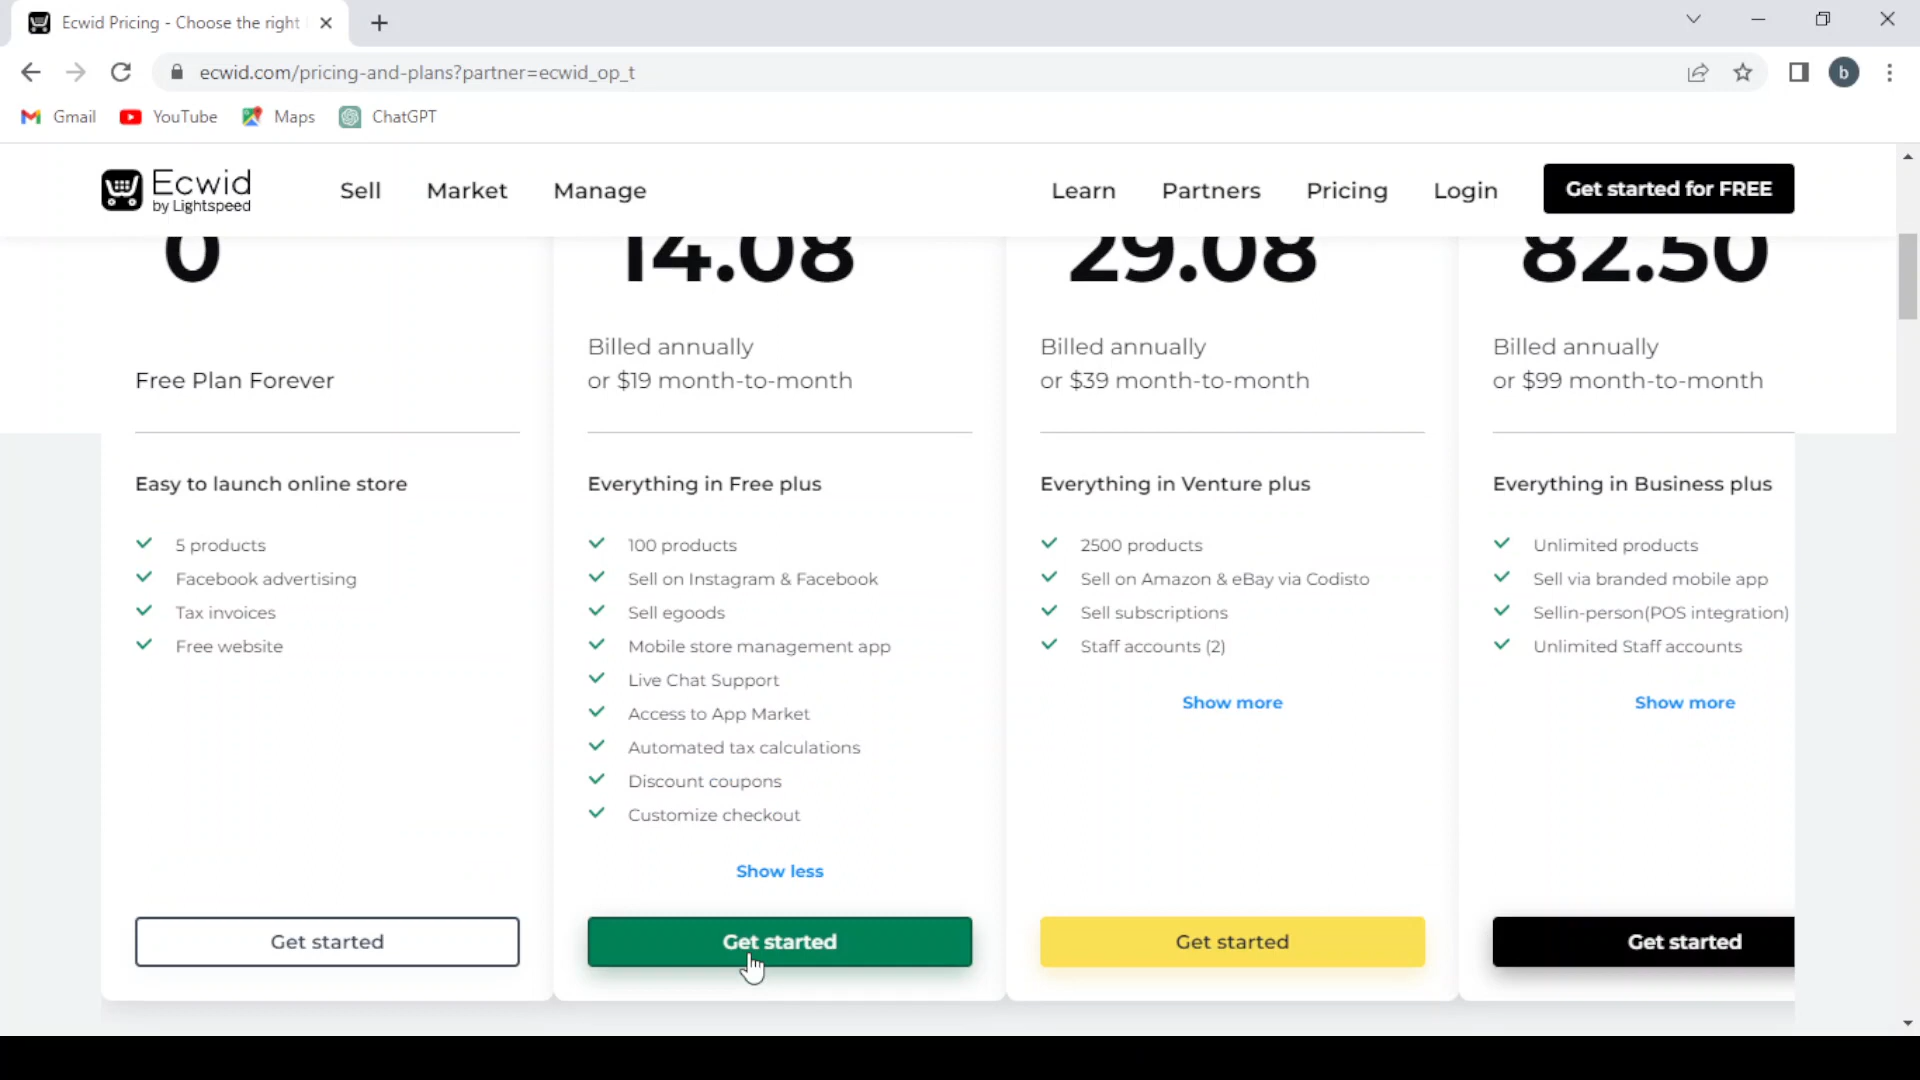 Ecwid Pricing - Choose the right
ecwid.com/pricing-and-plans?partner=ecwid_op_t
b
Gmail
YouTube
Maps
ChatGPT
Ecwid
by Lightspeed
Sell
Market
Manage
Learn
Partners
Pricing
Login
Get started for FREE
0
Free Plan Forever
Easy to launch online store
5 products
Facebook advertising
Tax invoices
Free website
Get started
14.08
Billed annually
or $19 month-to-month
Everything in Free plus
100 products
Sell on Instagram & Facebook
Sell egoods
Mobile store management app
Live Chat Support
Access to App Market
Automated tax calculations
Discount coupons
Customize checkout
Show less
Get started
29.08
Billed annually
or $39 month-to-month
Everything in Venture plus
2500 products
Sell on Amazon & eBay via Codisto
Sell subscriptions
Staff accounts (2)
Show more
Get started
82.50
Billed annually
or $99 month-to-month
Everything in Business plus
Unlimited products
Sell via branded mobile app
Sellin-person(POS integration)
Unlimited Staff accounts
Show more
Get started